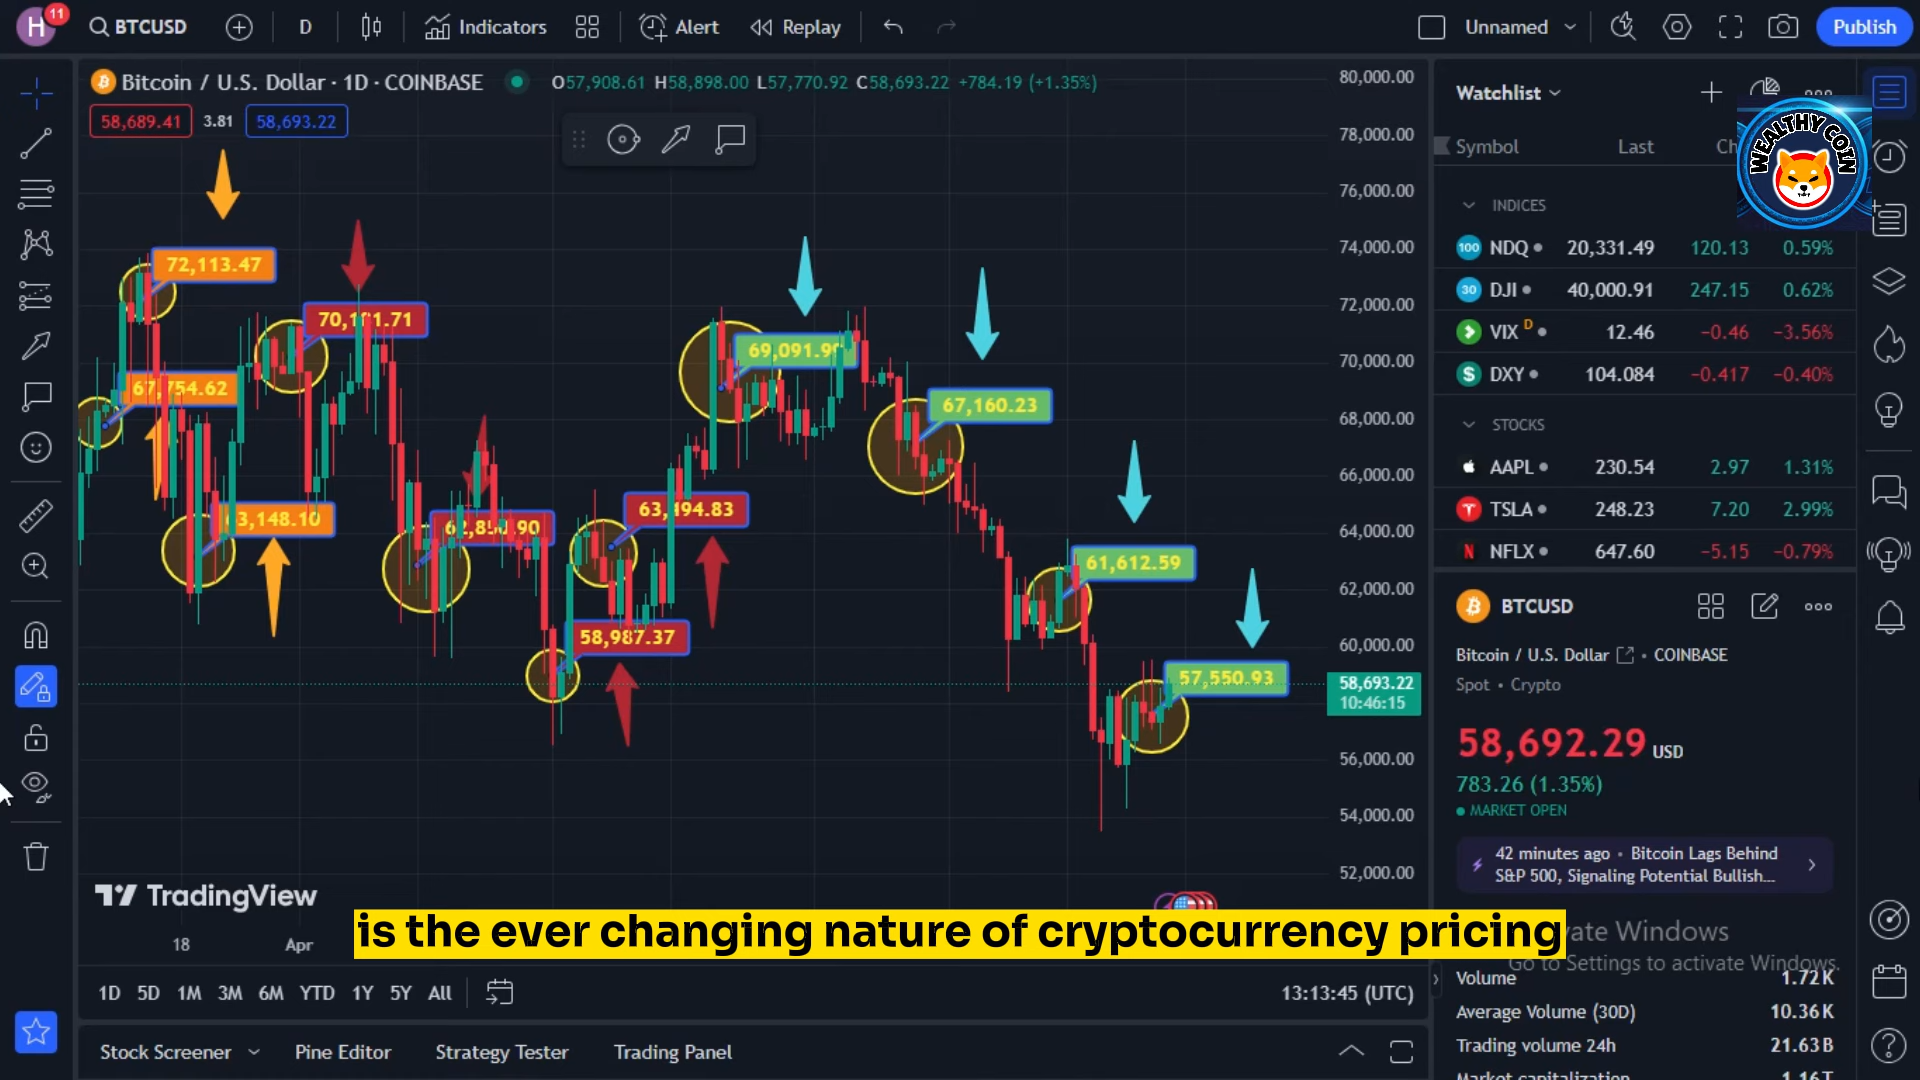 H
11
BTCUSD
D
Indicators
Alert
Replay
Unnamed
Publish
Bitcoin / U.S. Dollar · 1D · COINBASE
O57,908.61 H58,898.00 L57,770.92 C58,693.22 +784.19 (+1.35%)
58,689.41
3.81
58,693.22
72,113.47
67,754.62
63,148.10
63,494.83
58,987.37
67,160.23
61,612.59
57,550.93
80,000.00
78,000.00
76,000.00
74,000.00
72,000.00
70,000.00
68,000.00
66,000.00
64,000.00
62,000.00
60,000.00
58,693.22
10:46:15
56,000.00
54,000.00
52,000.00
TradingView
is the ever changing nature of cryptocurrency pricing
18
Apr
1D 5D 1M 3M 6M YTD 1Y 5Y All
13:13:45 (UTC)
Stock Screener
Pine Editor
Strategy Tester
Trading Panel
Watchlist
WEALTHY COIN
Symbol
Last
INDICES
100 NDQ 20,331.49 120.13 0.59%
30 DJI 40,000.91 247.15 0.62%
VIX D 12.46 −0.46 −3.56%
$ DXY 104.084 −0.417 −0.40%
STOCKS
AAPL 230.54 2.97 1.31%
TSLA 248.23 7.20 2.99%
NFLX 647.60 −5.15 −0.79%
BTCUSD
Bitcoin / U.S. Dollar · COINBASE
Spot • Crypto
58,692.29 USD
783.26 (1.35%)
MARKET OPEN
42 minutes ago • Bitcoin Lags Behind
S&P 500, Signaling Potential Bullish...
Windows
Go to Settings to activate Windows.
Volume 1.72K
Average Volume (30D) 10.36K
Trading volume 24h 21.63B
Market capitalization 1.16T